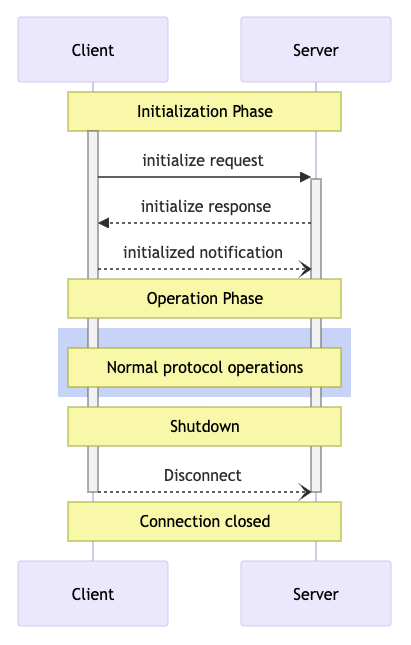 Client
Server
Initialization Phase
initialize request
initialize response
initialized notification
Operation Phase
Normal protocol operations
Shutdown
Disconnect
Connection closed
Client
Server